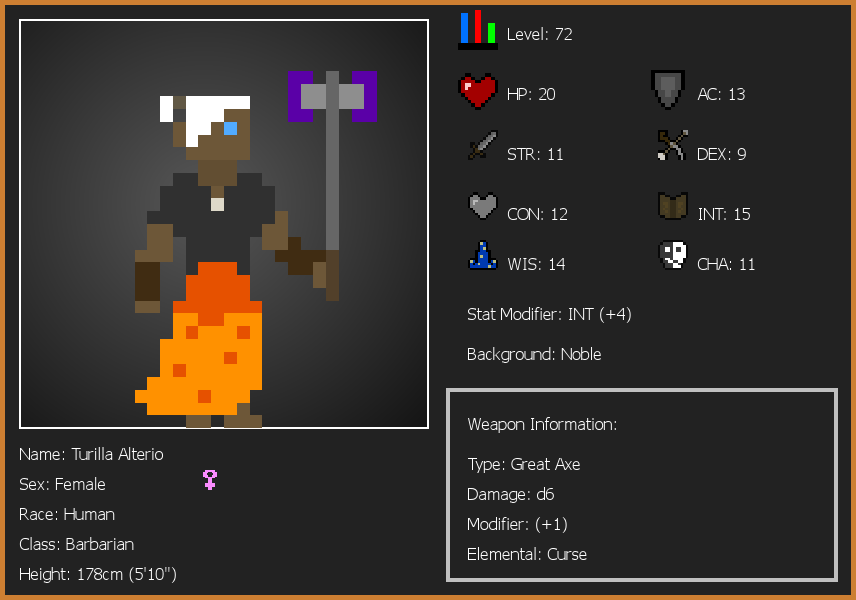 Level: 72
HP: 20
AC: 13
STR: 11
DEX: 9
CON: 12
INT: 15
WIS: 14
CHA: 11
Stat Modifier: INT (+4)
Background: Noble
Weapon Information:
Type: Great Axe
Damage: d6
Modifier: (+1)
Elemental: Curse
Name: Turilla Alterio
Sex: Female
Race: Human
Class: Barbarian
Height: 178cm (5'10")